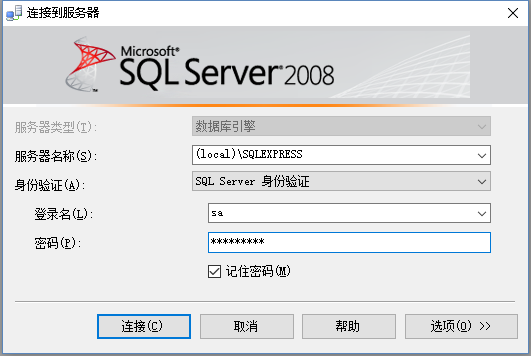 连接到服务器
Microsoft®
SQL Server® 2008
服务器类型(T): 数据库引擎
服务器名称(S): (local)\SQLEXPRESS
身份验证(A): SQL Server 身份验证
登录名(L): sa
密码(P): *********
记住密码(M)
连接(C) 取消 帮助 选项(O) >>